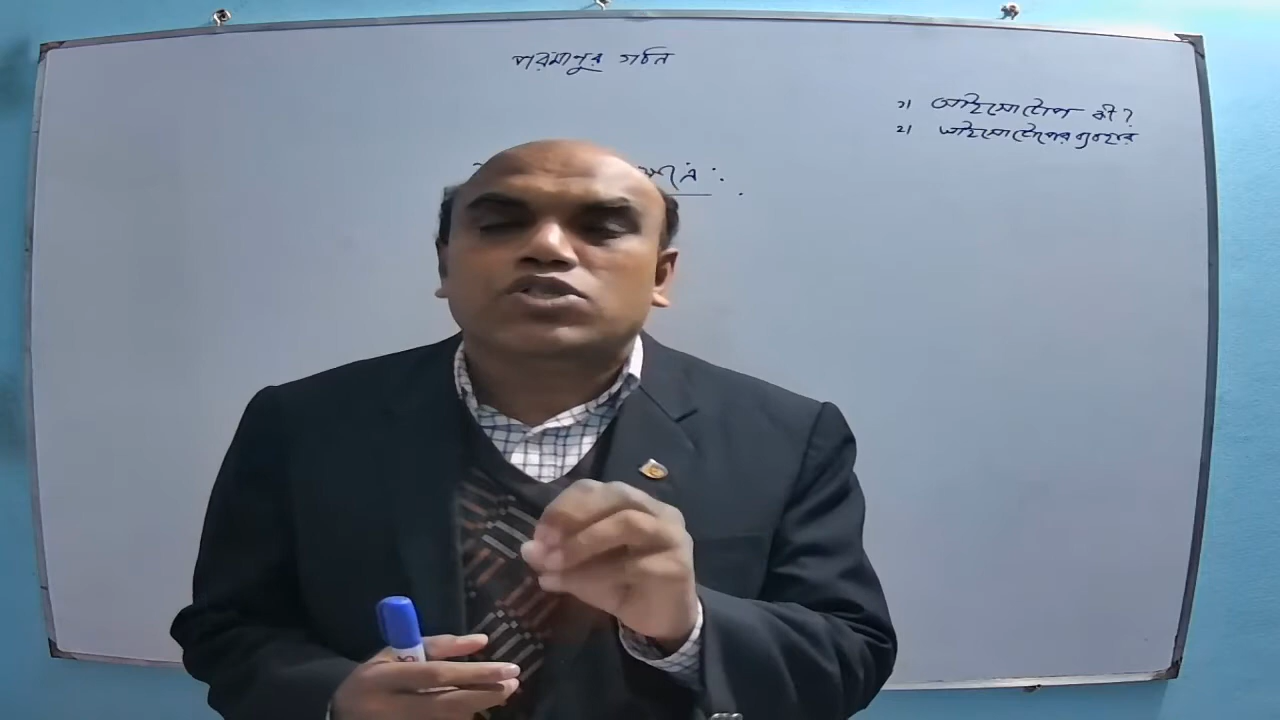 পরমাণুর গঠন
১। আইসোটোপ কী?
২। আইসোটোপের ব্যবহার